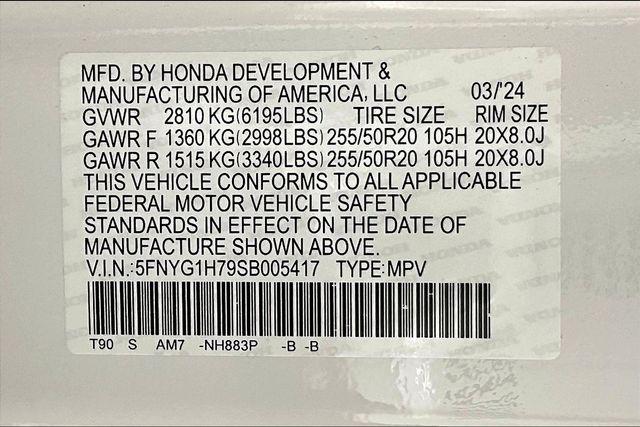 MFD. BY HONDA DEVELOPMENT &
MANUFACTURING OF AMERICA, LLC 03/'24
GVWR 2810 KG(6195LBS) TIRE SIZE RIM SIZE
GAWR F 1360 KG(2998LBS) 255/50R20 105H 20X8.0J
GAWR R 1515 KG(3340LBS) 255/50R20 105H 20X8.0J
THIS VEHICLE CONFORMS TO ALL APPLICABLE
FEDERAL MOTOR VEHICLE SAFETY
STANDARDS IN EFFECT ON THE DATE OF
MANUFACTURE SHOWN ABOVE.
V.I.N.:5FNYG1H79SB005417 TYPE:MPV
T90 S AM7 -NH883P -B -B